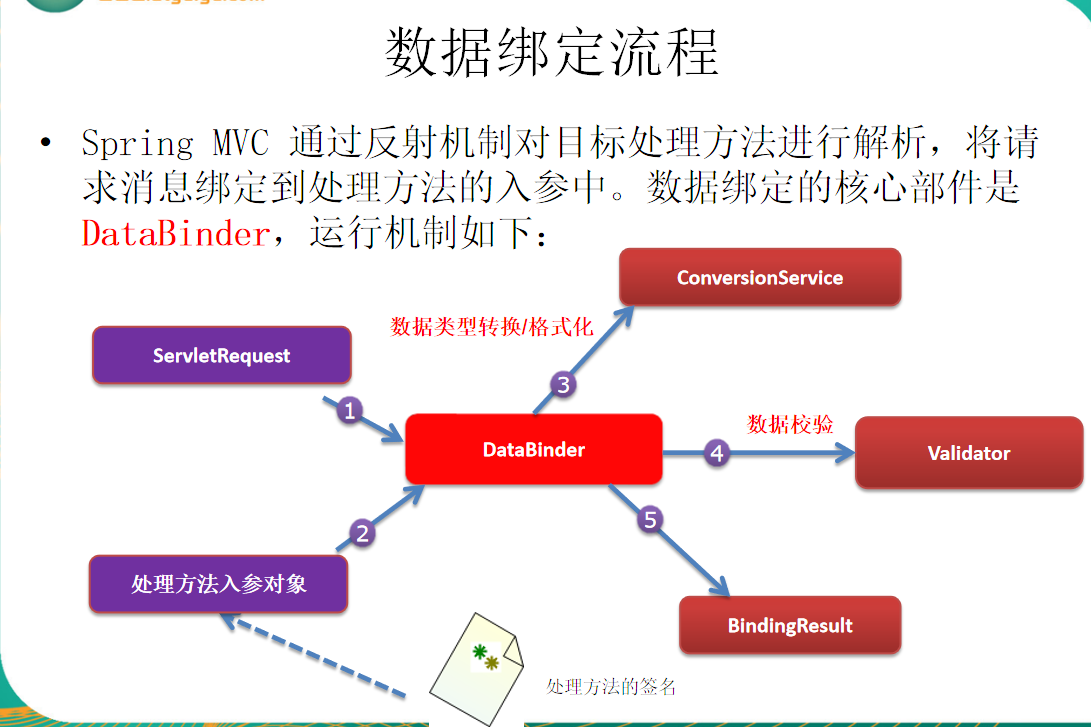 数据绑定流程
• Spring MVC 通过反射机制对目标处理方法进行解析，将请
求消息绑定到处理方法的入参中。数据绑定的核心部件是
DataBinder，运行机制如下：
ConversionService
数据类型转换/格式化
ServletRequest
3
1
数据校验
DataBinder
4
Validator
5
2
处理方法入参对象
BindingResult
处理方法的签名